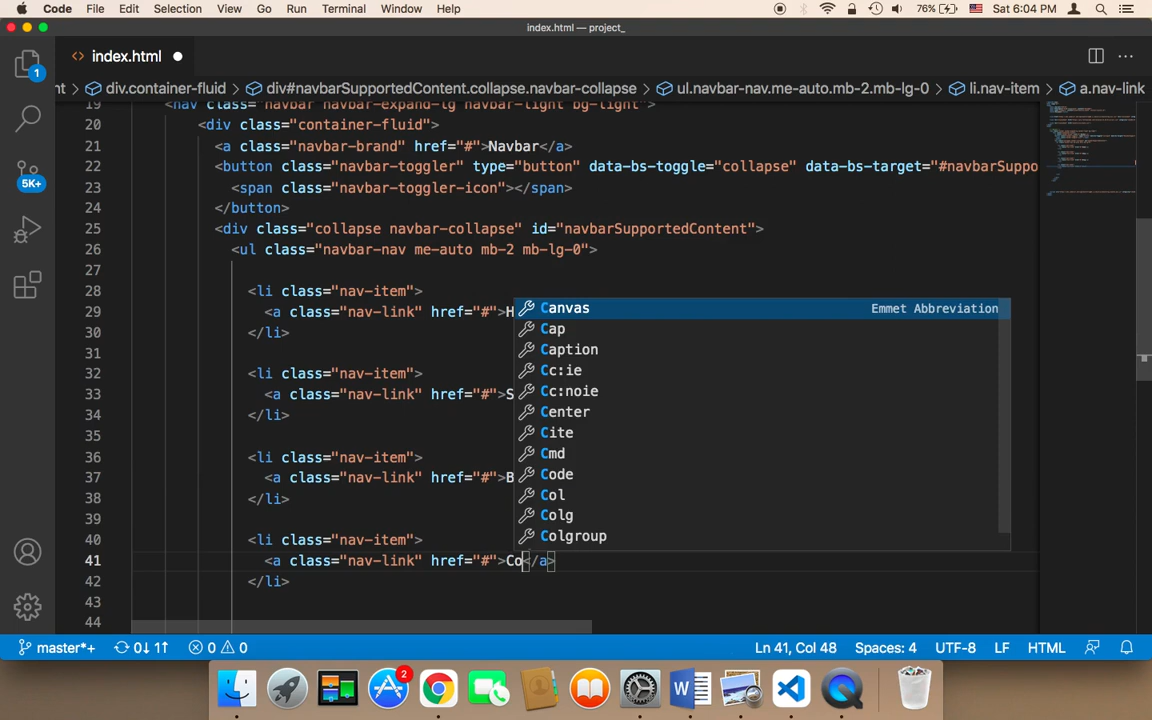 Code File Edit Selection View Go Run Terminal Window Help 76% Sat 6:04 PM
index.html — project_
index.html
1
nt > div.container-fluid > div#navbarSupportedContent.collapse.navbar-collapse > ul.navbar-nav.me-auto.mb-2.mb-lg-0 > li.nav-item > a.nav-link
19 <nav class="navbar navbar-expand-lg navbar-light bg-light">
20 <div class="container-fluid">
21 <a class="navbar-brand" href="#">Navbar</a>
22 <button class="navbar-toggler" type="button" data-bs-toggle="collapse" data-bs-target="#navbarSuppo
5K+
23 <span class="navbar-toggler-icon"></span>
24 </button>
25 <div class="collapse navbar-collapse" id="navbarSupportedContent">
26 <ul class="navbar-nav me-auto mb-2 mb-lg-0">
27
28 <li class="nav-item">
29 <a class="nav-link" href="#">H
30 </li>
31
32 <li class="nav-item">
33 <a class="nav-link" href="#">S
34 </li>
35
36 <li class="nav-item">
37 <a class="nav-link" href="#">B
38 </li>
39
40 <li class="nav-item">
41 <a class="nav-link" href="#">Co</a>
42 </li>
43
44
Canvas Emmet Abbreviation
Cap
Caption
Cc:ie
Cc:noie
Center
Cite
Cmd
Code
Col
Colg
Colgroup
master*+ 0↓ 1↑ 0 0 Ln 41, Col 48 Spaces: 4 UTF-8 LF HTML
2